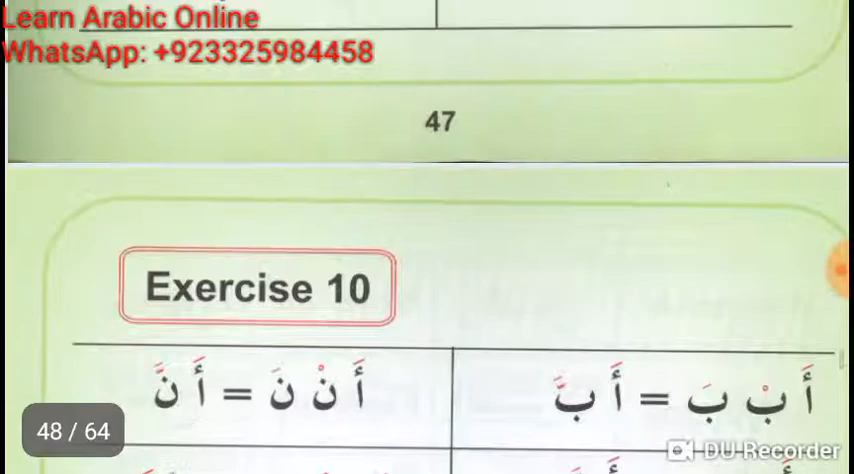 Learn Arabic Online
WhatsApp: +923325984458
47
Exercise 10
أَ بْ بَ = أَ بَّ
أَ نْ نَ = أَ نَّ
48 / 64
DU Recorder